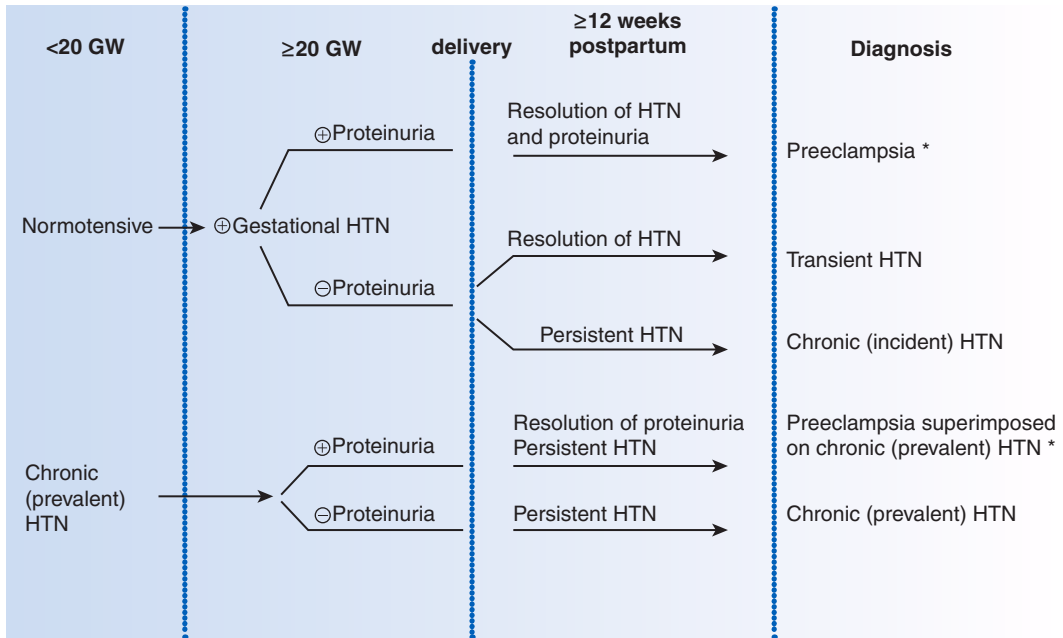 <20 GW
≥20 GW
delivery
≥12 weeks
postpartum
Diagnosis
⊕Proteinuria
Resolution of HTN
and proteinuria
Preeclampsia *
Normotensive
⊕Gestational HTN
Resolution of HTN
Transient HTN
⊖Proteinuria
Persistent HTN
Chronic (incident) HTN
Chronic
(prevalent)
HTN
⊕Proteinuria
Resolution of proteinuria
Persistent HTN
Preeclampsia superimposed
on chronic (prevalent) HTN *
⊖Proteinuria
Persistent HTN
Chronic (prevalent) HTN